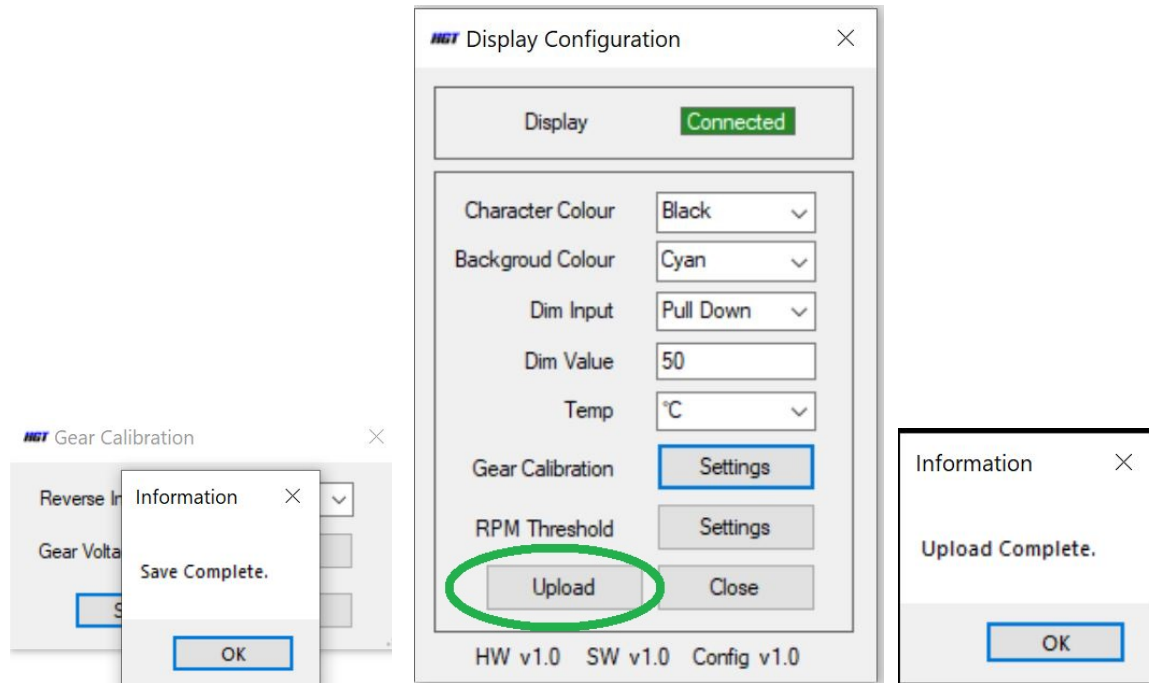 HGT Gear Calibration
Reverse In
Gear Volta
S
Information
Save Complete.
OK
HGT Display Configuration
Display Connected
Character Colour Black
Backgroud Colour Cyan
Dim Input Pull Down
Dim Value 50
Temp °C
Gear Calibration Settings
RPM Threshold Settings
Upload Close
HW v1.0 SW v1.0 Config v1.0
Information
Upload Complete.
OK